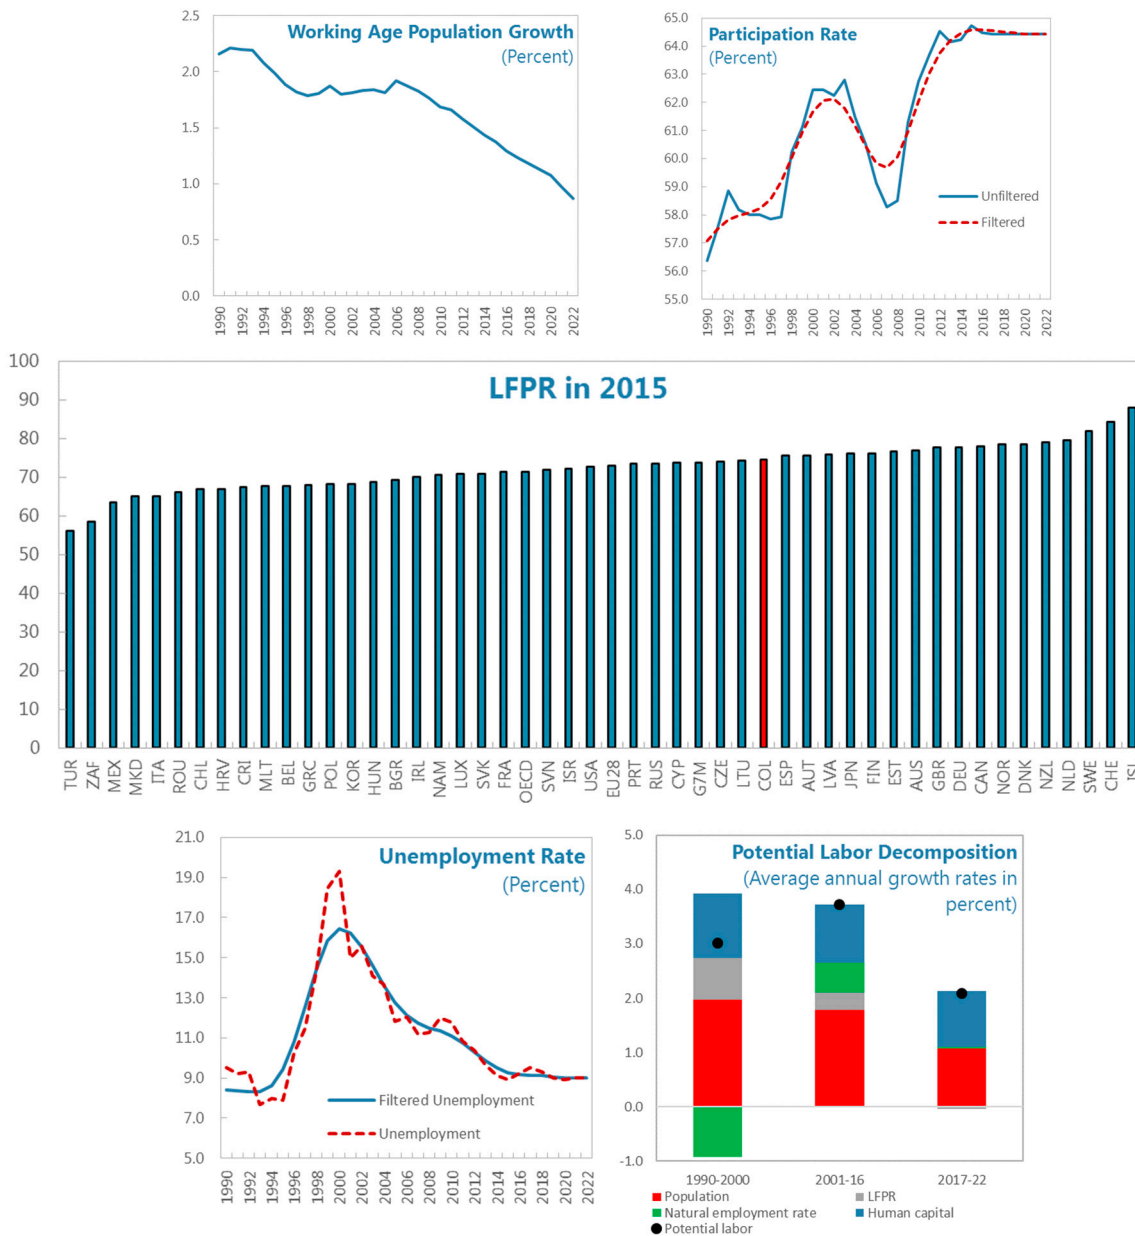 Working Age Population Growth
(Percent)
2.5
2.0
1.5
1.0
0.5
0.0
1990 1992 1994 1996 1998 2000 2002 2004 2006 2008 2010 2012 2014 2016 2018 2020 2022
Participation Rate
(Percent)
65.0
64.0
63.0
62.0
61.0
60.0
59.0
58.0
57.0
56.0
55.0
Unfiltered
Filtered
1990 1992 1994 1996 1998 2000 2002 2004 2006 2008 2010 2012 2014 2016 2018 2020 2022
LFPR in 2015
100
90
80
70
60
50
40
30
20
10
0
TUR ZAF MEX MKD ITA ROU CHL HRV CRI MLT BEL GRC POL KOR HUN BGR IRL NAM LUX SVK FRA OECD SVN ISR USA EU28 PRT RUS CYP G7M CZE LTU COL ESP AUT LVA JPN FIN EST AUS GBR DEU CAN NOR DNK NZL NLD SWE CHE ISL
Unemployment Rate
(Percent)
21.0
19.0
17.0
15.0
13.0
11.0
9.0
7.0
5.0
Filtered Unemployment
Unemployment
1990 1992 1994 1996 1998 2000 2002 2004 2006 2008 2010 2012 2014 2016 2018 2020 2022
Potential Labor Decomposition
(Average annual growth rates in
percent)
5.0
4.0
3.0
2.0
1.0
0.0
-1.0
1990-2000 2001-16 2017-22
Population LFPR
Natural employment rate Human capital
Potential labor